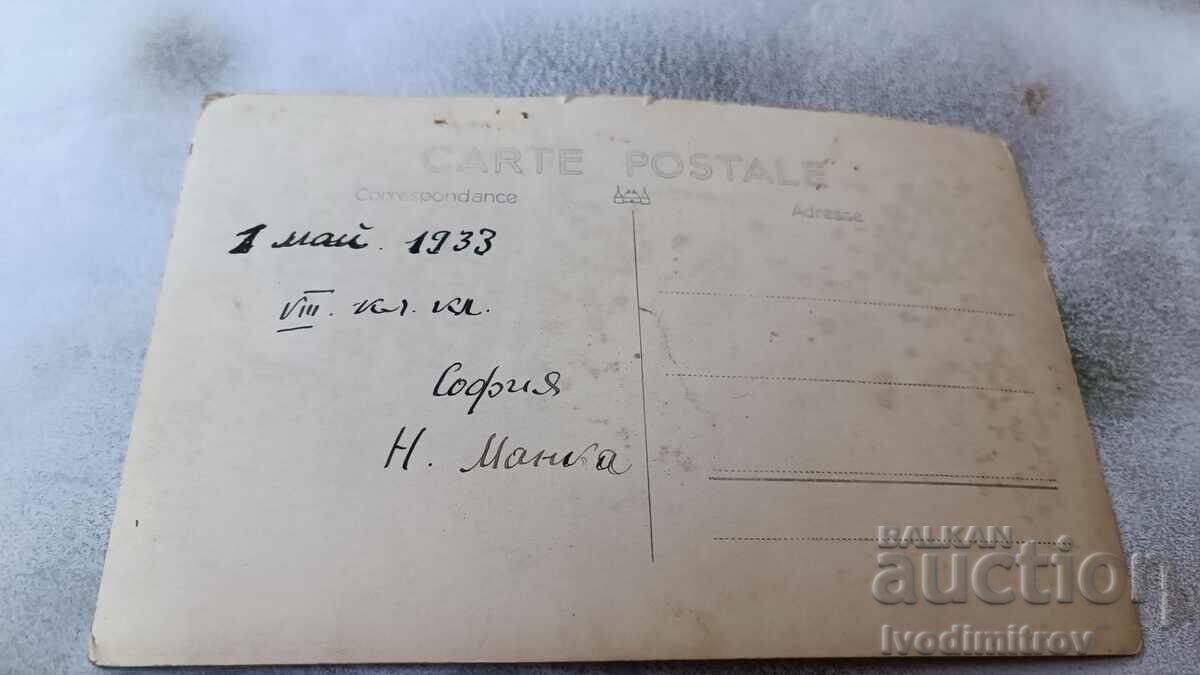 CARTE POSTALE
Correspondance
Adresse
1 май. 1933
VIII. кл. кл.
София
Н. Манка
BALKAN
auction
Ivodimitrov